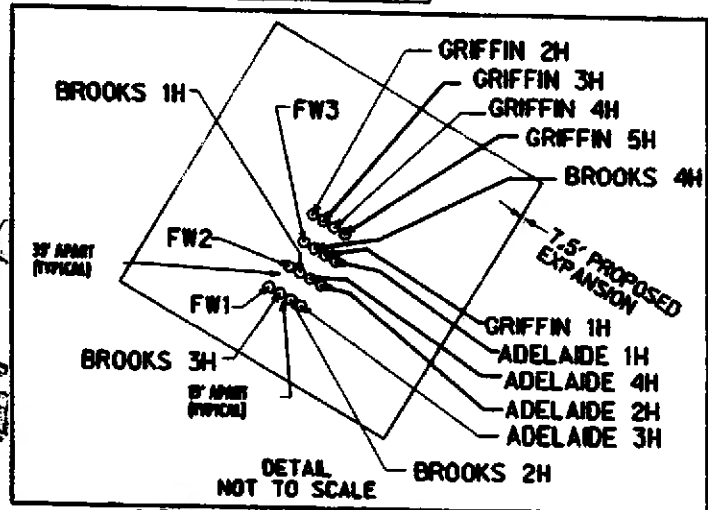 GRIFFIN 2H
GRIFFIN 3H
BROOKS 1H
FW3
GRIFFIN 4H
GRIFFIN 5H
BROOKS 4H
FW2
7.5' PROPOSED
EXPANSION
APART
(TYPICAL)
FW1
GRIFFIN 1H
ADELAIDE 1H
BROOKS 3H
ADELAIDE 4H
APART
(TYPICAL)
ADELAIDE 2H
ADELAIDE 3H
DETAIL
NOT TO SCALE
BROOKS 2H